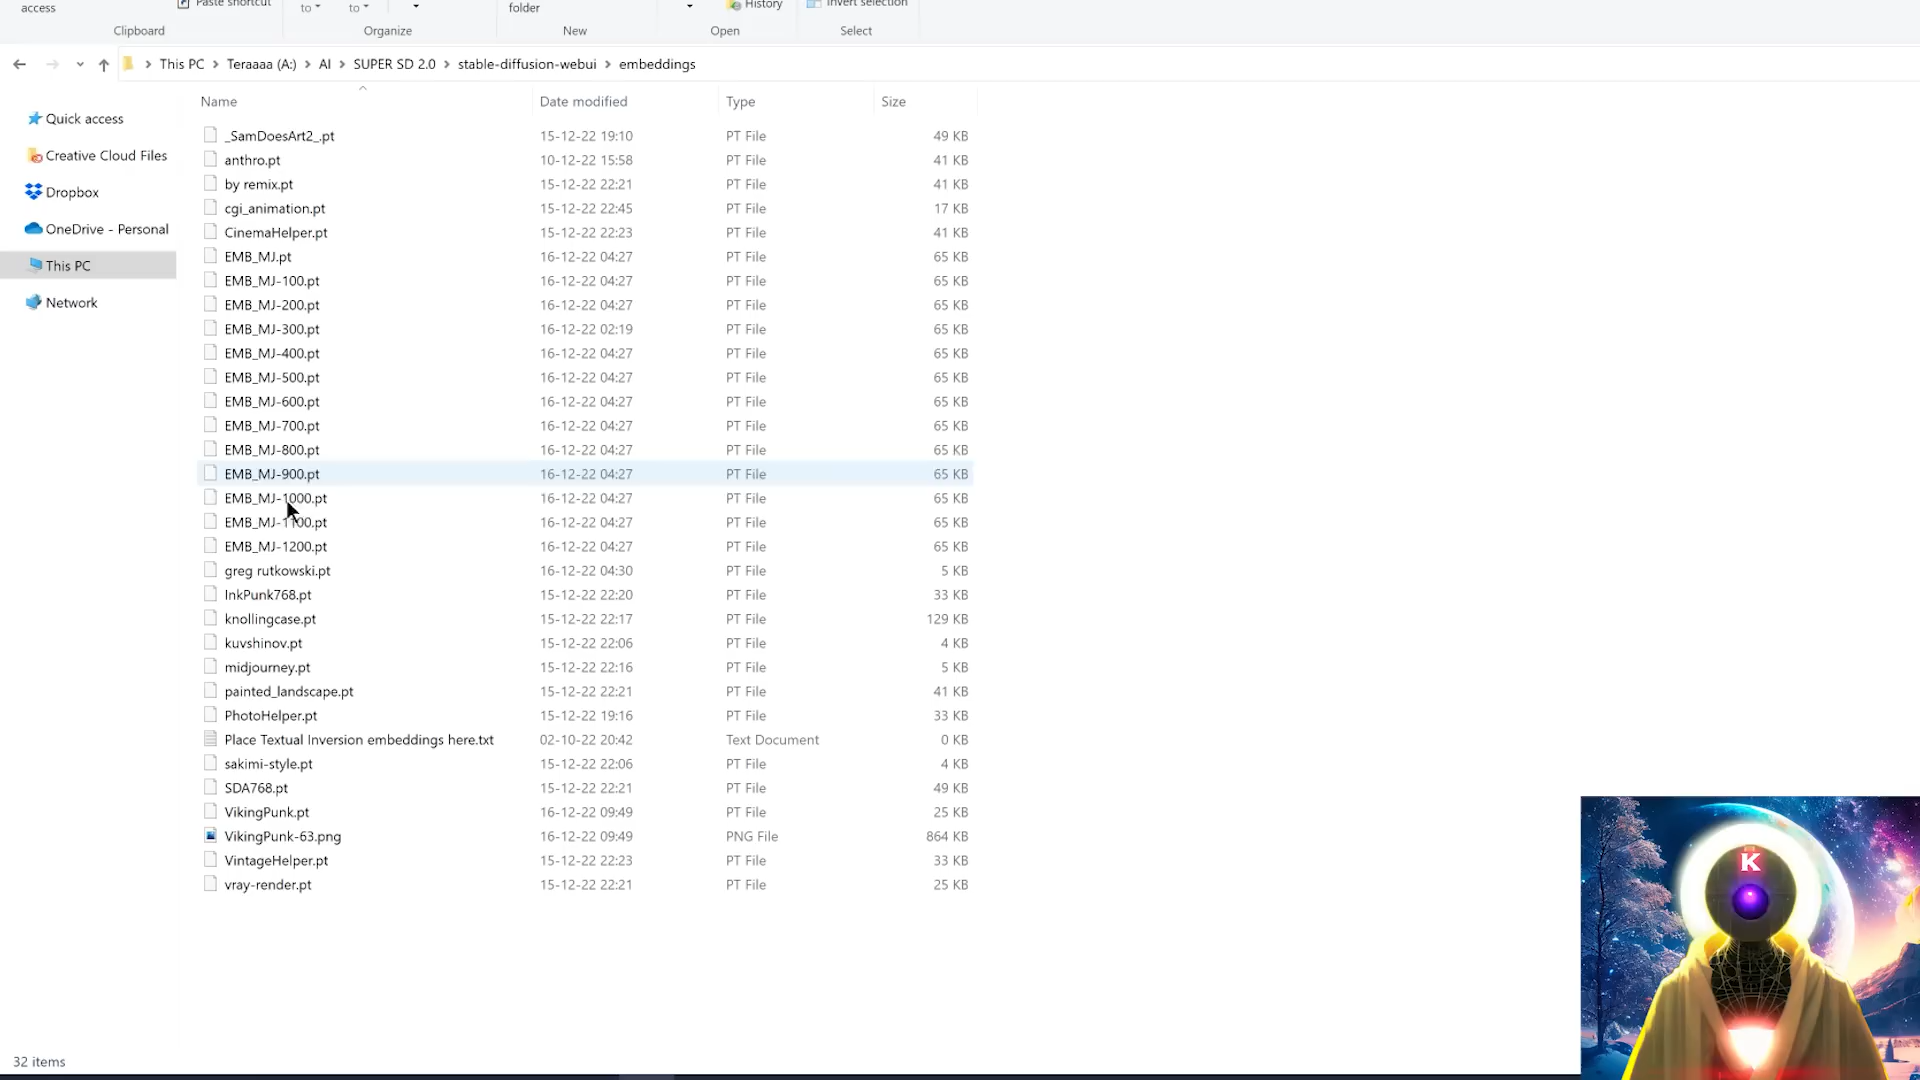 access
Paste shortcut
to
to
folder
History
Invert selection
Clipboard
Organize
New
Open
Select
This PC > Teraaaa (A:) > AI > SUPER SD 2.0 > stable-diffusion-webui > embeddings
Name Date modified Type Size
Quick access
Creative Cloud Files
Dropbox
OneDrive - Personal
This PC
Network
_SamDoesArt2_.pt 15-12-22 19:10 PT File 49 KB
anthro.pt 10-12-22 15:58 PT File 41 KB
by remix.pt 15-12-22 22:21 PT File 41 KB
cgi_animation.pt 15-12-22 22:45 PT File 17 KB
CinemaHelper.pt 15-12-22 22:23 PT File 41 KB
EMB_MJ.pt 16-12-22 04:27 PT File 65 KB
EMB_MJ-100.pt 16-12-22 04:27 PT File 65 KB
EMB_MJ-200.pt 16-12-22 04:27 PT File 65 KB
EMB_MJ-300.pt 16-12-22 02:19 PT File 65 KB
EMB_MJ-400.pt 16-12-22 04:27 PT File 65 KB
EMB_MJ-500.pt 16-12-22 04:27 PT File 65 KB
EMB_MJ-600.pt 16-12-22 04:27 PT File 65 KB
EMB_MJ-700.pt 16-12-22 04:27 PT File 65 KB
EMB_MJ-800.pt 16-12-22 04:27 PT File 65 KB
EMB_MJ-900.pt 16-12-22 04:27 PT File 65 KB
EMB_MJ-1000.pt 16-12-22 04:27 PT File 65 KB
EMB_MJ-1100.pt 16-12-22 04:27 PT File 65 KB
EMB_MJ-1200.pt 16-12-22 04:27 PT File 65 KB
greg rutkowski.pt 16-12-22 04:30 PT File 5 KB
InkPunk768.pt 15-12-22 22:20 PT File 33 KB
knollingcase.pt 15-12-22 22:17 PT File 129 KB
kuvshinov.pt 15-12-22 22:06 PT File 4 KB
midjourney.pt 15-12-22 22:16 PT File 5 KB
painted_landscape.pt 15-12-22 22:21 PT File 41 KB
PhotoHelper.pt 15-12-22 19:16 PT File 33 KB
Place Textual Inversion embeddings here.txt 02-10-22 20:42 Text Document 0 KB
sakimi-style.pt 15-12-22 22:06 PT File 4 KB
SDA768.pt 15-12-22 22:21 PT File 49 KB
VikingPunk.pt 16-12-22 09:49 PT File 25 KB
VikingPunk-63.png 16-12-22 09:49 PNG File 864 KB
VintageHelper.pt 15-12-22 22:23 PT File 33 KB
vray-render.pt 15-12-22 22:21 PT File 25 KB
K
32 items